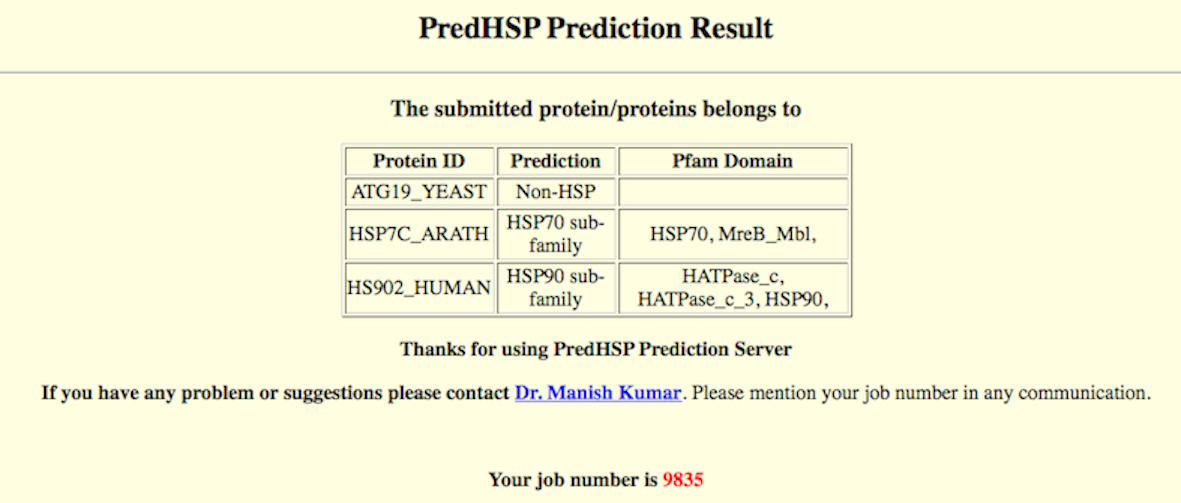 PredHSP Prediction Result
The submitted protein/proteins belongs to
Protein ID Prediction Pfam Domain
ATG19_YEAST Non-HSP
HSP7C_ARATH HSP70 sub-family HSP70, MreB_Mbl,
HS902_HUMAN HSP90 sub-family HATPase_c, HATPase_c_3, HSP90,
Thanks for using PredHSP Prediction Server
If you have any problem or suggestions please contact Dr. Manish Kumar. Please mention your job number in any communication.
Your job number is 9835